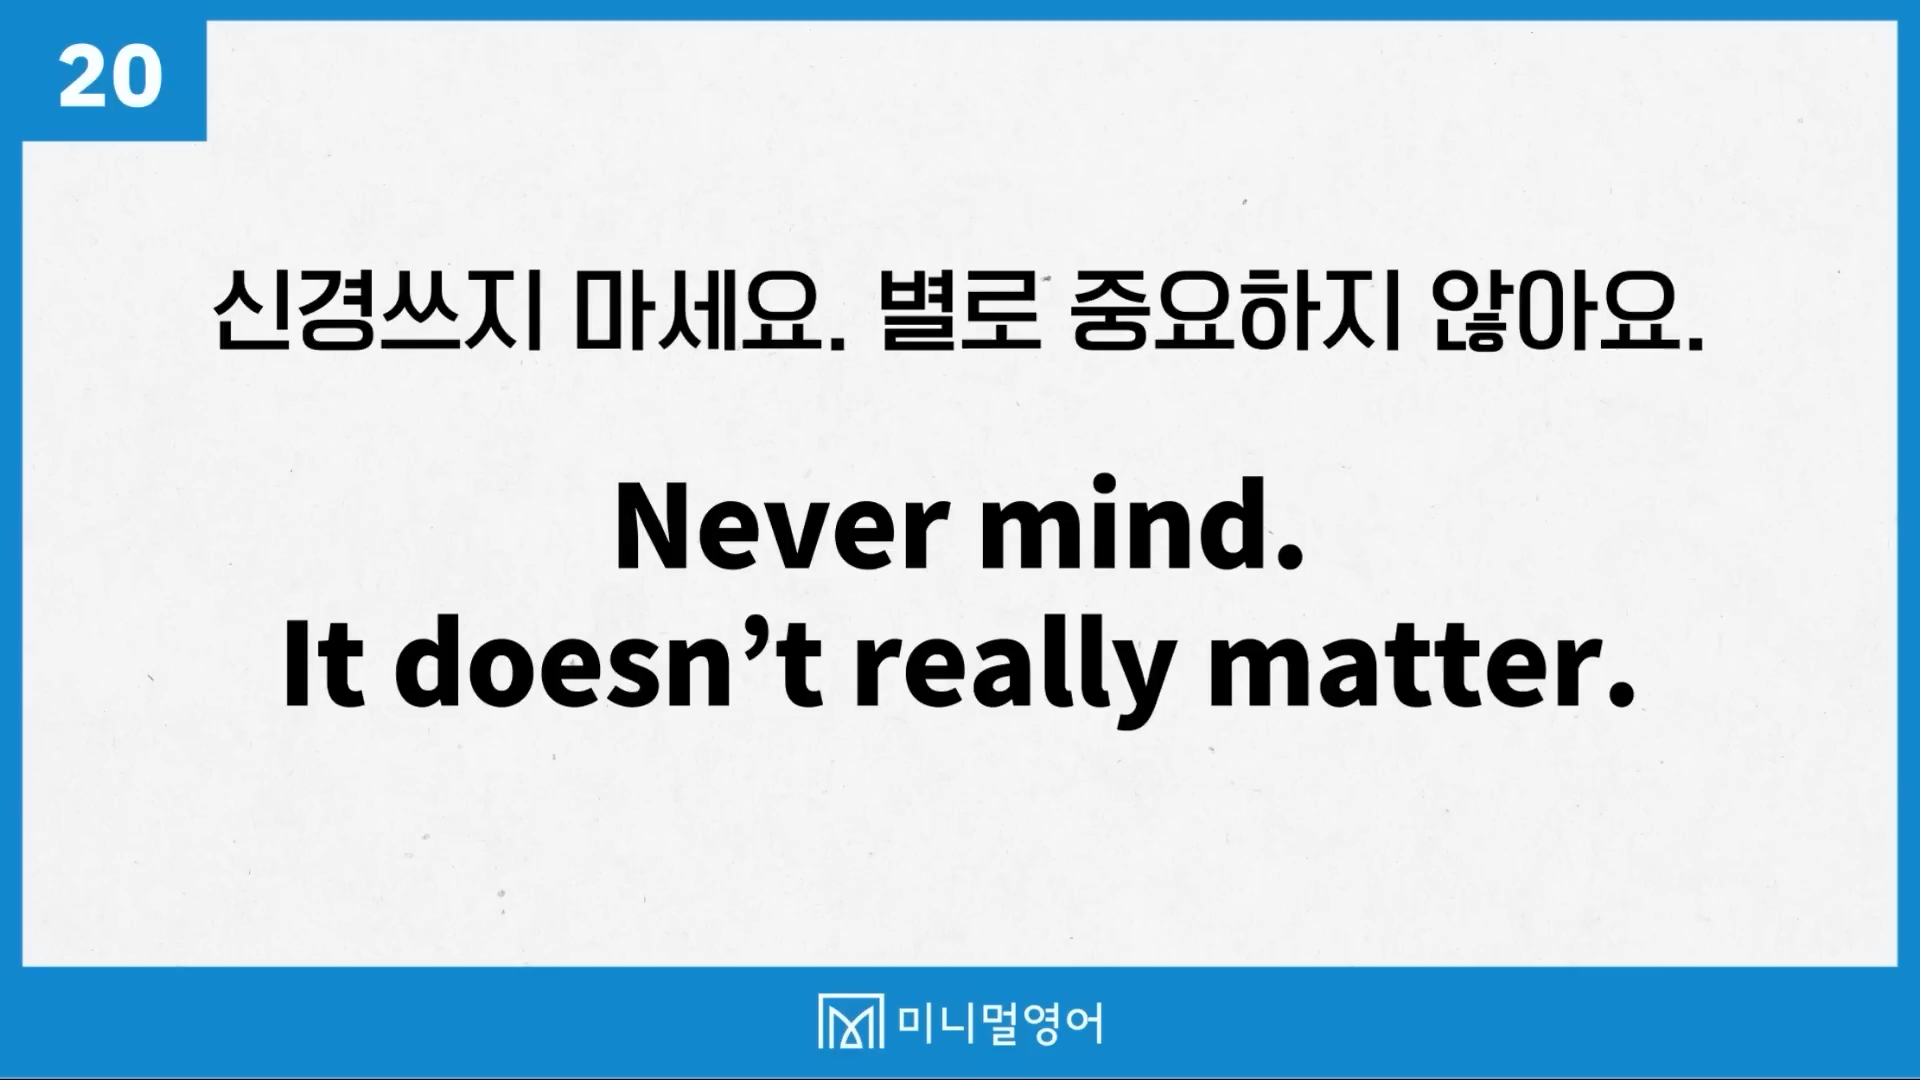 20
신경쓰지 마세요. 별로 중요하지 않아요.
Never mind.
It doesn’t really matter.
미니멀영어